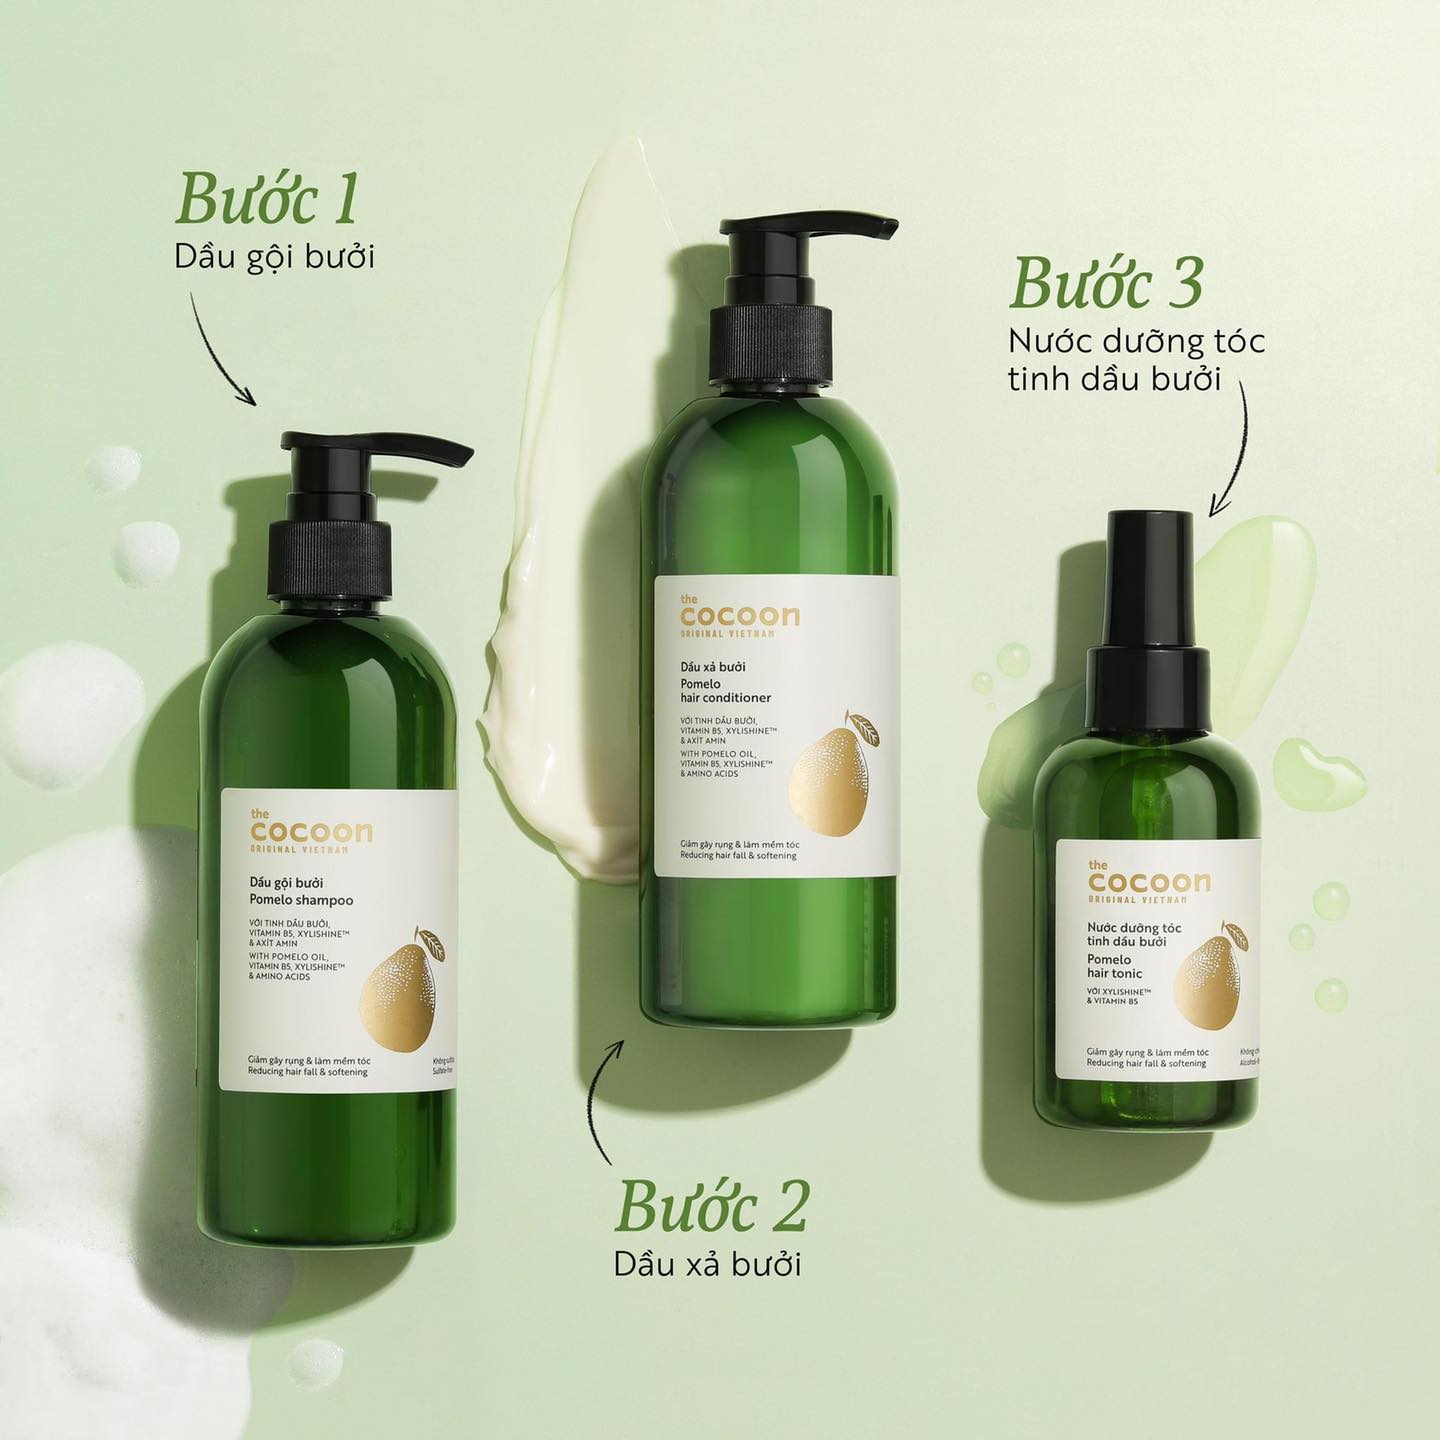 Bước 1
Dầu gội bưởi
Bước 3
Nước dưỡng tóc
tinh dầu bưởi
the
cocoon
ORIGINAL VIETNAM
Dầu xả bưởi
Pomelo
hair conditioner
VỚI TINH DẦU BƯỞI,
VITAMIN B5, XYLISHINE™
& AXÍT AMIN
WITH POMELO OIL,
VITAMIN B5, XYLISHINE™
& AMINO ACIDS
Giảm gãy rụng & làm mềm tóc
Reducing hair fall & softening
the
cocoon
ORIGINAL VIETNAM
Dầu gội bưởi
Pomelo shampoo
VỚI TINH DẦU BƯỞI,
VITAMIN B5, XYLISHINE™
& AXÍT AMIN
WITH POMELO OIL,
VITAMIN B5, XYLISHINE™
& AMINO ACIDS
Giảm gãy rụng & làm mềm tóc
Reducing hair fall & softening
Không
the
cocoon
ORIGINAL VIETNAM
Nước dưỡng tóc
tinh dầu bưởi
Pomelo
hair tonic
VỚI XYLISHINE™
& VITAMIN B5
Giảm gãy rụng & làm mềm tóc
Reducing hair fall & softening
Không
Bước 2
Dầu xả bưởi